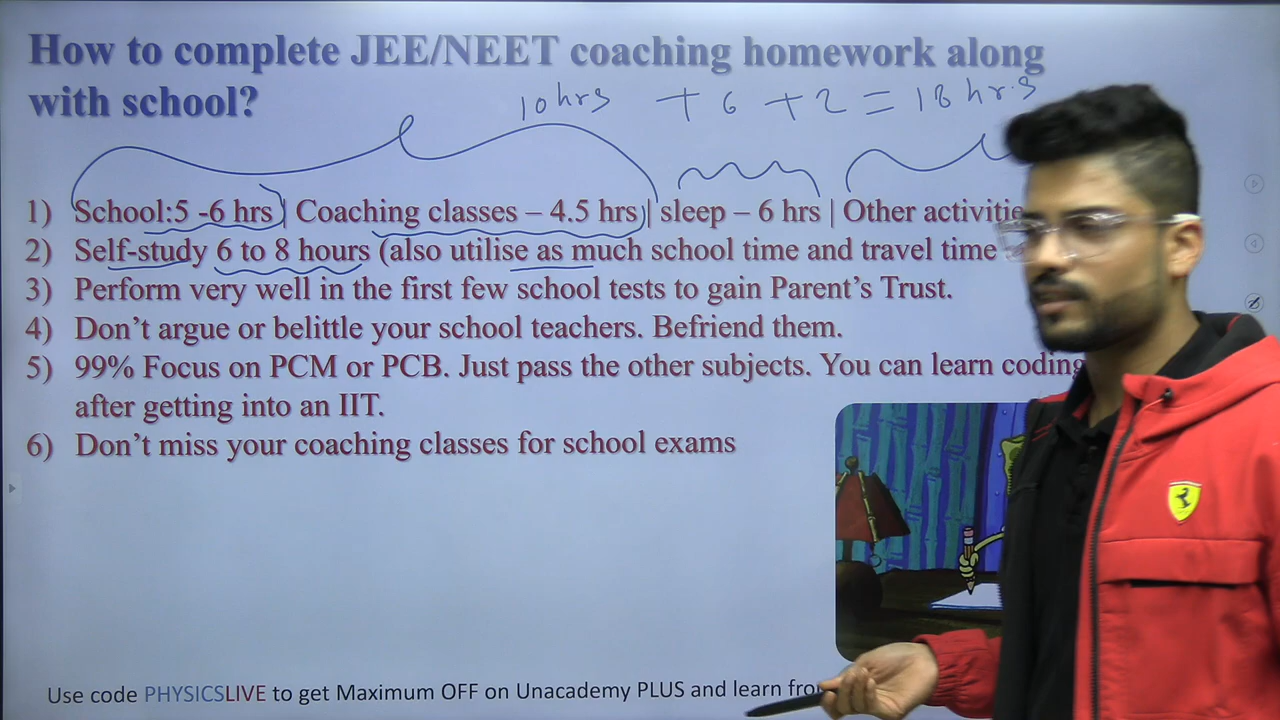 How to complete JEE/NEET coaching homework along
with school?
10 hrs + 6 + 2 = 18 hr.s
1) School:5 -6 hrs | Coaching classes – 4.5 hrs | sleep – 6 hrs | Other
2) Self-study 6 to 8 hours (also utilise as much school time and travel time
3) Perform very well in the first few school tests to gain Parent's Trust.
4) Don't argue or belittle your school teachers. Befriend them.
5) 99% Focus on PCM or PCB. Just pass the other subjects. You can learn coding
after getting into an IIT.
6) Don't miss your coaching classes for school exams
Use code PHYSICSLIVE to get Maximum OFF on Unacademy PLUS and learn